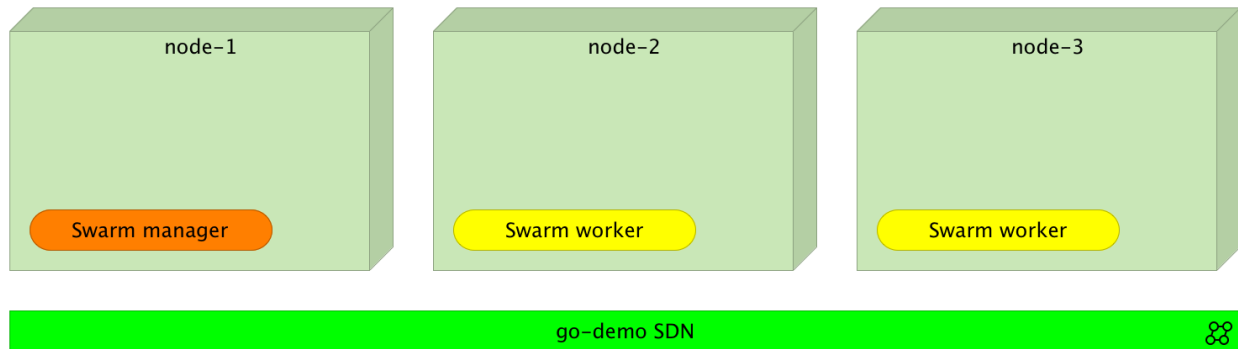 node-1
node-2
node-3
Swarm manager
Swarm worker
Swarm worker
go-demo SDN